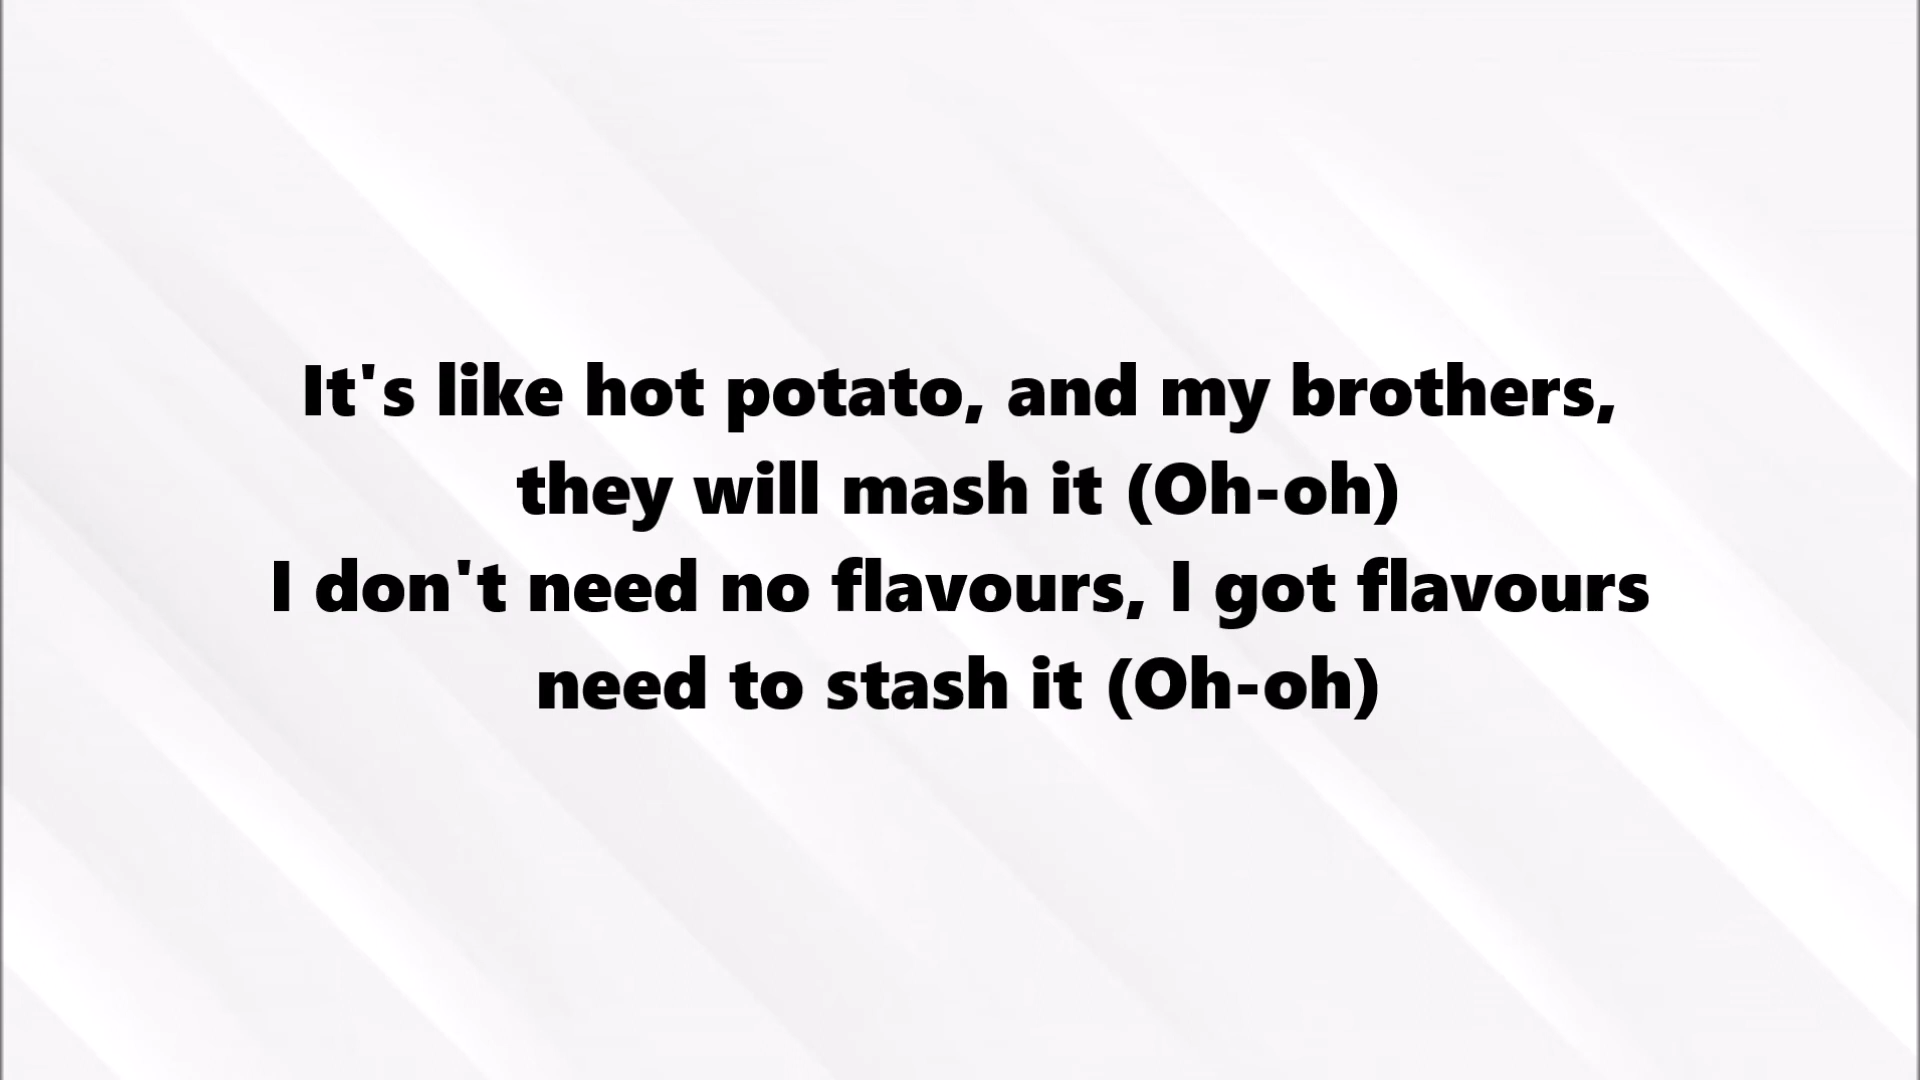 It's like hot potato, and my brothers,
they will mash it (Oh-oh)
I don't need no flavours, I got flavours
need to stash it (Oh-oh)